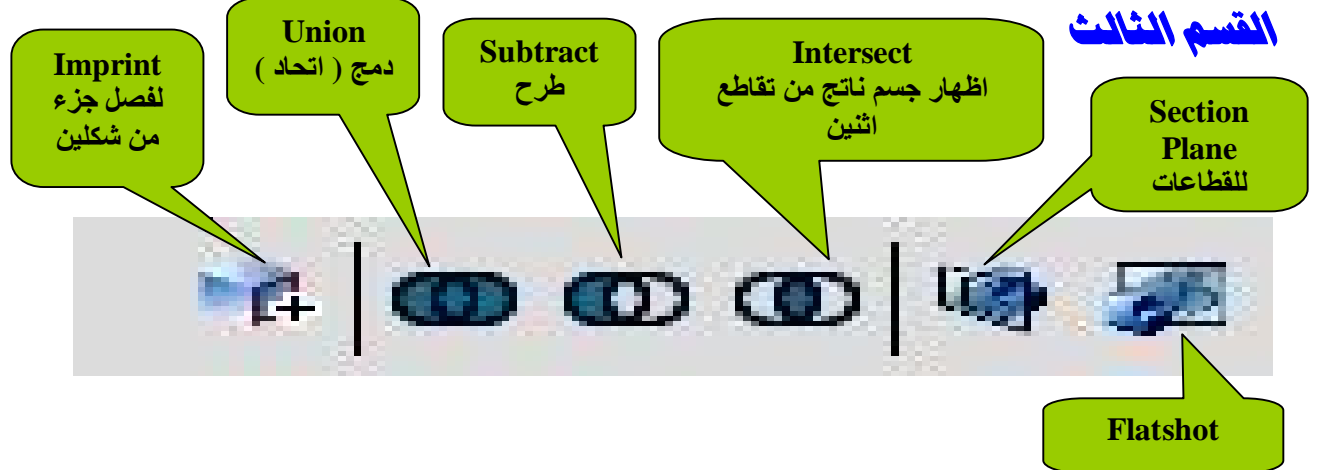 القسم الثالث
Imprint
لفصل جزء
من شكلين
Union
دمج ( اتحاد )
Subtract
طرح
Intersect
اظهار جسم ناتج من تقاطع
اثنين
Section
Plane
للقطاعات
Flatshot